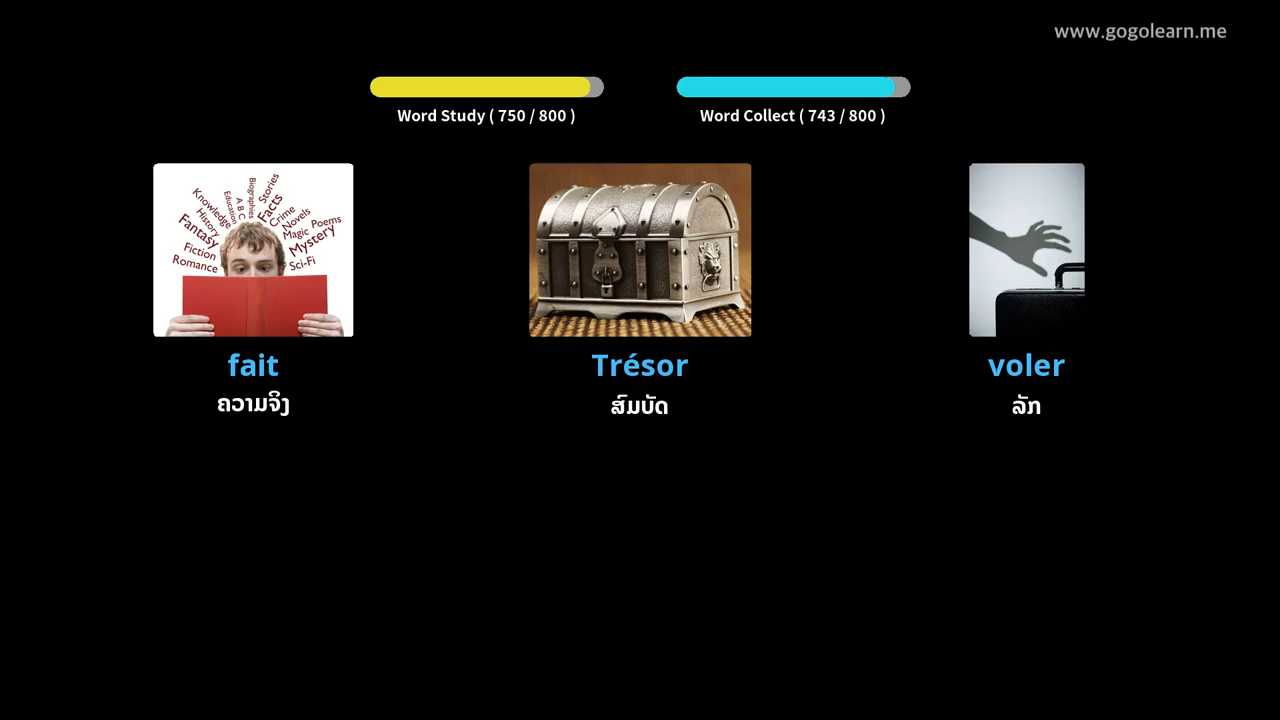 www.gogolearn.me
Word Study ( 750 / 800 )
Word Collect ( 743 / 800 )
Stories
Biographies
Facts
A B C
Education
Crime
Knowledge
Novels
History
Poems
Magic
Fantasy
Mystery
Fiction
Sci-Fi
Romance
fait
Trésor
voler
ຄວາມຈິງ
ສົມບັດ
ລັກ